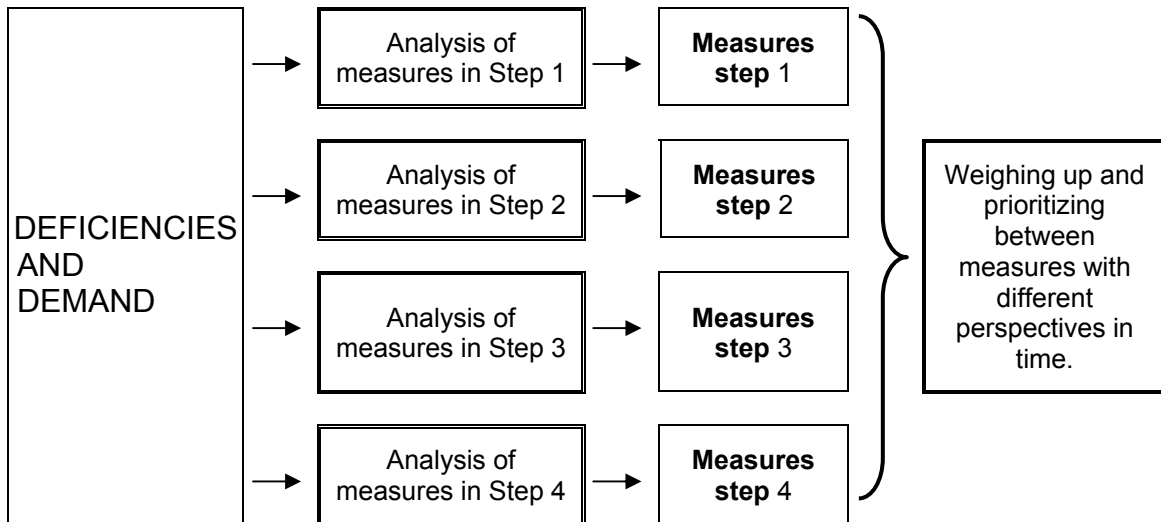 DEFICIENCIES
AND
DEMAND
Analysis of
measures in Step 1
Measures
step 1
Analysis of
measures in Step 2
Measures
step 2
Analysis of
measures in Step 3
Measures
step 3
Analysis of
measures in Step 4
Measures
step 4
Weighing up and
prioritizing
between
measures with
different
perspectives in
time.